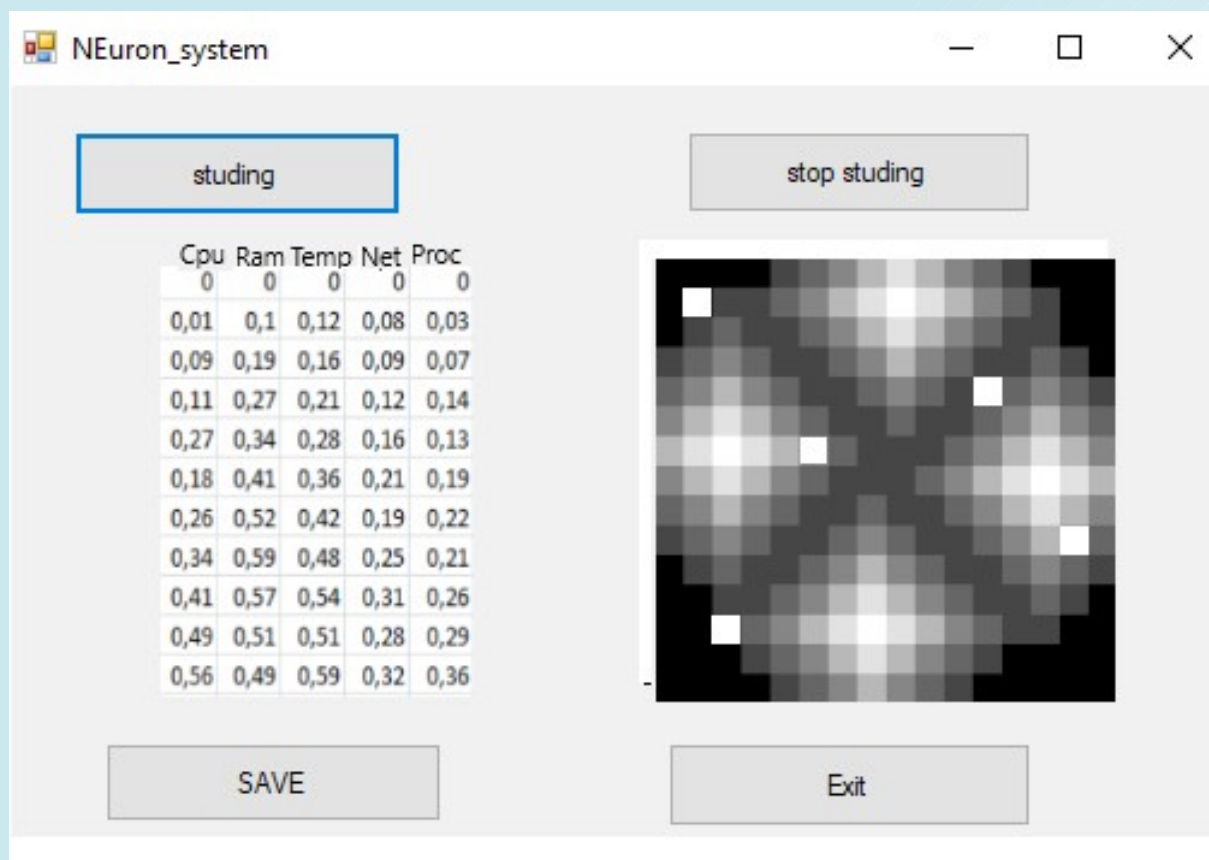 NEuron_system
studing
stop studing
Cpu Ram Temp Net Proc
0 0 0 0 0
0,01 0,1 0,12 0,08 0,03
0,09 0,19 0,16 0,09 0,07
0,11 0,27 0,21 0,12 0,14
0,27 0,34 0,28 0,16 0,13
0,18 0,41 0,36 0,21 0,19
0,26 0,52 0,42 0,19 0,22
0,34 0,59 0,48 0,25 0,21
0,41 0,57 0,54 0,31 0,26
0,49 0,51 0,51 0,28 0,29
0,56 0,49 0,59 0,32 0,36
-
SAVE
Exit